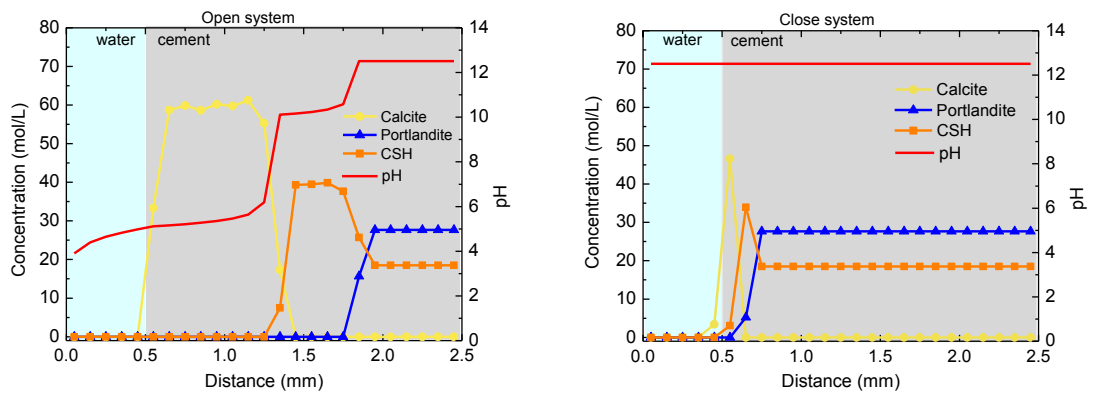 Open system
80
70
60
50
40
30
20
10
0
Concentration (mol/L)
water
cement
Calcite
Portlandite
CSH
pH
14
12
10
8
6
4
2
0
pH
0.0 0.5 1.0 1.5 2.0 2.5
Distance (mm)
Close system
80
70
60
50
40
30
20
10
0
Concentration (mol/L)
water
cement
Calcite
Portlandite
CSH
pH
14
12
10
8
6
4
2
0
pH
0.0 0.5 1.0 1.5 2.0 2.5
Distance (mm)